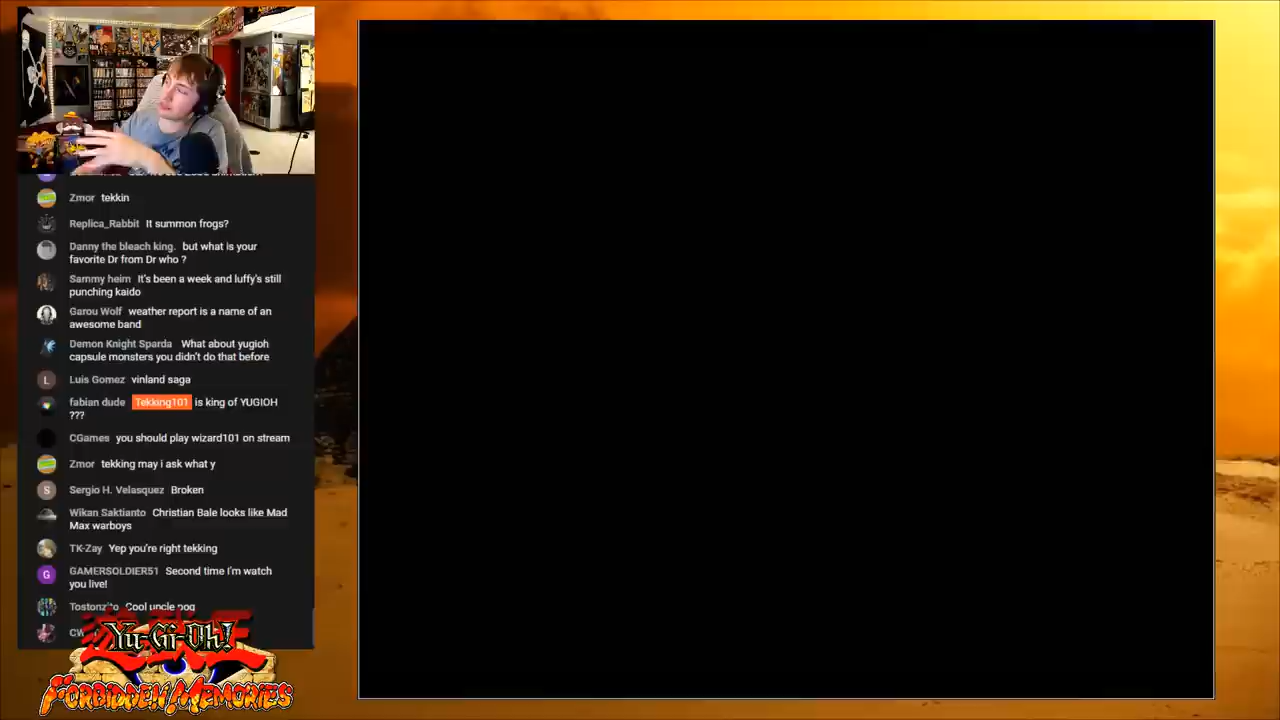 Zmor tekkin
Replica_Rabbit It summon frogs?
Danny the bleach king. but what is your
favorite Dr from Dr who ?
Sammy heim It's been a week and luffy's still
punching kaido
Garou Wolf weather report is a name of an
awesome band
Demon Knight Sparda What about yugioh
capsule monsters you didn't do that before
L Luis Gomez vinland saga
fabian dude Tekking101 is king of YUGIOH
???
CGames you should play wizard101 on stream
Zmor tekking may i ask what y
S Sergio H. Velasquez Broken
Wikan Saktianto Christian Bale looks like Mad
Max warboys
TK-Zay Yep you're right tekking
G GAMERSOLDIER51 Second time I'm watch
you live!
Tostonzito Cool uncle pog
Yu-Gi-Oh!
FORBIDDEN MEMORIES